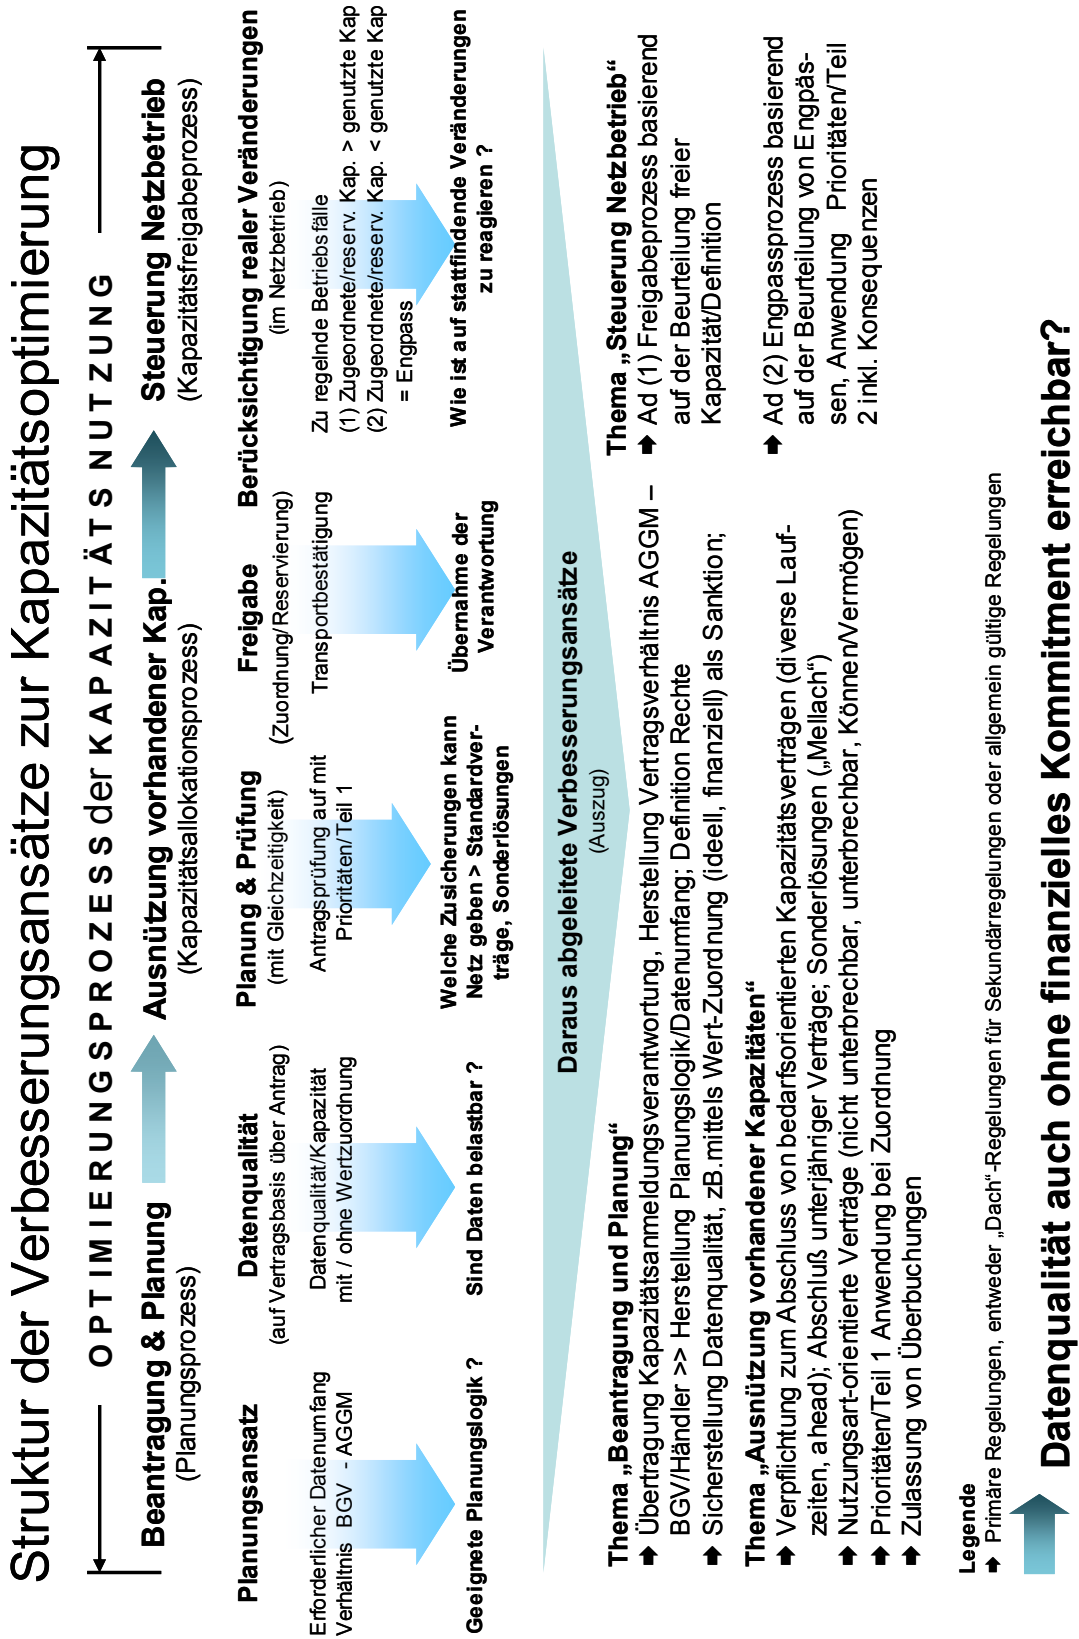 Struktur der Verbesserungsansätze zur Kapazitätsoptimierung
OPTIMIERUNGSPROZESS der KAPAZITÄTSNUTZUNG
Beantragung & Planung
(Planungsprozess)
Ausnützung vorhandener Kap.
(Kapazitätsallokationsprozess)
Steuerung Netzbetrieb
(Kapazitätsfreigabeprozess)
Planungsansatz
Erforderlicher Datenumfang
Verhältnis BGV - AGGM
Geeignete Planungslogik ?
Datenqualität
(auf Vertragsbasis über Antrag)
Datenqualität/Kapazität
mit / ohne Wertzuordnung
Sind Daten belastbar ?
Planung & Prüfung
(mit Gleichzeitigkeit)
Antragsprüfung auf mit
Prioritäten/Teil 1
Welche Zusicherungen kann
Netz geben > Standardver-
träge, Sonderlösungen
Freigabe
(Zuordnung/Reservierung)
Transportbestätigung
Übernahme der
Verantwortung
Berücksichtigung realer Veränderungen
(im Netzbetrieb)
Zu regelnde Betriebsfälle
(1) Zugeordnete/reserv. Kap. > genutzte Kap
(2) Zugeordnete/reserv. Kap. < genutzte Kap
= Engpass
Wie ist auf stattfindende Veränderungen
zu reagieren ?
Daraus abgeleitete Verbesserungsansätze
(Auszug)
Thema „Beantragung und Planung“
➡ Übertragung Kapazitätsanmeldungsverantwortung, Herstellung Vertragsverhältnis AGGM –
BGV/Händler >> Herstellung Planungslogik/Datenumfang; Definition Rechte
➡ Sicherstellung Datenqualität, zB.mittels Wert-Zuordnung (ideell, finanziell) als Sanktion;
Thema „Ausnützung vorhandener Kapazitäten“
➡ Verpflichtung zum Abschluss von bedarfsorientierten Kapazitätsverträgen (diverse Lauf-
zeiten, ahead); Abschluß unterjähriger Verträge; Sonderlösungen („Mellach“)
➡ Nutzungsart-orientierte Verträge (nicht unterbrechbar, unterbrechbar, Können/Vermögen)
➡ Prioritäten/Teil 1 Anwendung bei Zuordnung
➡ Zulassung von Überbuchungen
Thema „Steuerung Netzbetrieb“
➡ Ad (1) Freigabeprozess basierend
auf der Beurteilung freier
Kapazität/Definition
➡ Ad (2) Engpassprozess basierend
auf der Beurteilung von Engpäs-
sen, Anwendung Prioritäten/Teil
2 inkl. Konsequenzen
Legende
➡ Primäre Regelungen, entweder „Dach“-Regelungen für Sekundärregelungen oder allgemein gültige Regelungen
Datenqualität auch ohne finanzielles Kommitment erreichbar?